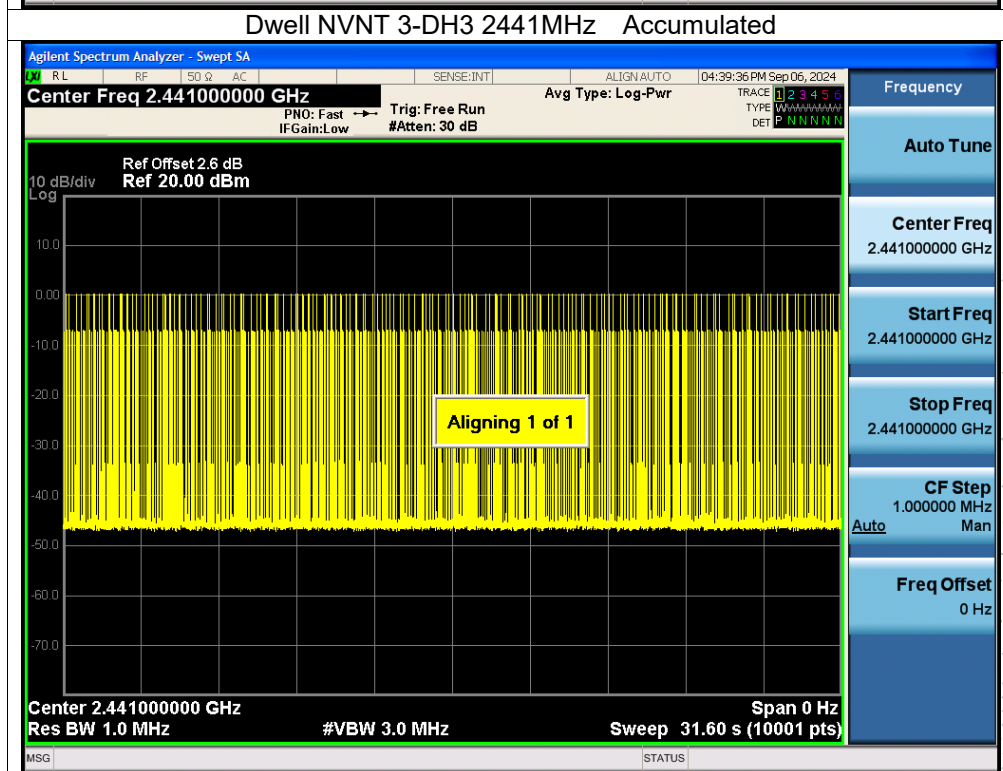 Dwell NVNT 3-DH3 2441MHz Accumulated
Agilent Spectrum Analyzer - Swept SA
LXI RL RF 50 Ω AC SENSE:INT ALIGN AUTO 04:39:36 PM Sep 06, 2024
Center Freq 2.441000000 GHz
PNO: Fast
IFGain:Low
Trig: Free Run
#Atten: 30 dB
Avg Type: Log-Pwr
TRACE 1 2 3 4 5 6
TYPE WWWWWW
DET P N N N N N
Ref Offset 2.6 dB
10 dB/div Ref 20.00 dBm
Log
10.0
0.00
-10.0
-20.0
-30.0
-40.0
-50.0
-60.0
-70.0
Aligning 1 of 1
Center 2.441000000 GHz Span 0 Hz
Res BW 1.0 MHz #VBW 3.0 MHz Sweep 31.60 s (10001 pts)
MSG STATUS
Frequency
Auto Tune
Center Freq
2.441000000 GHz
Start Freq
2.441000000 GHz
Stop Freq
2.441000000 GHz
CF Step
1.000000 MHz
Auto Man
Freq Offset
0 Hz